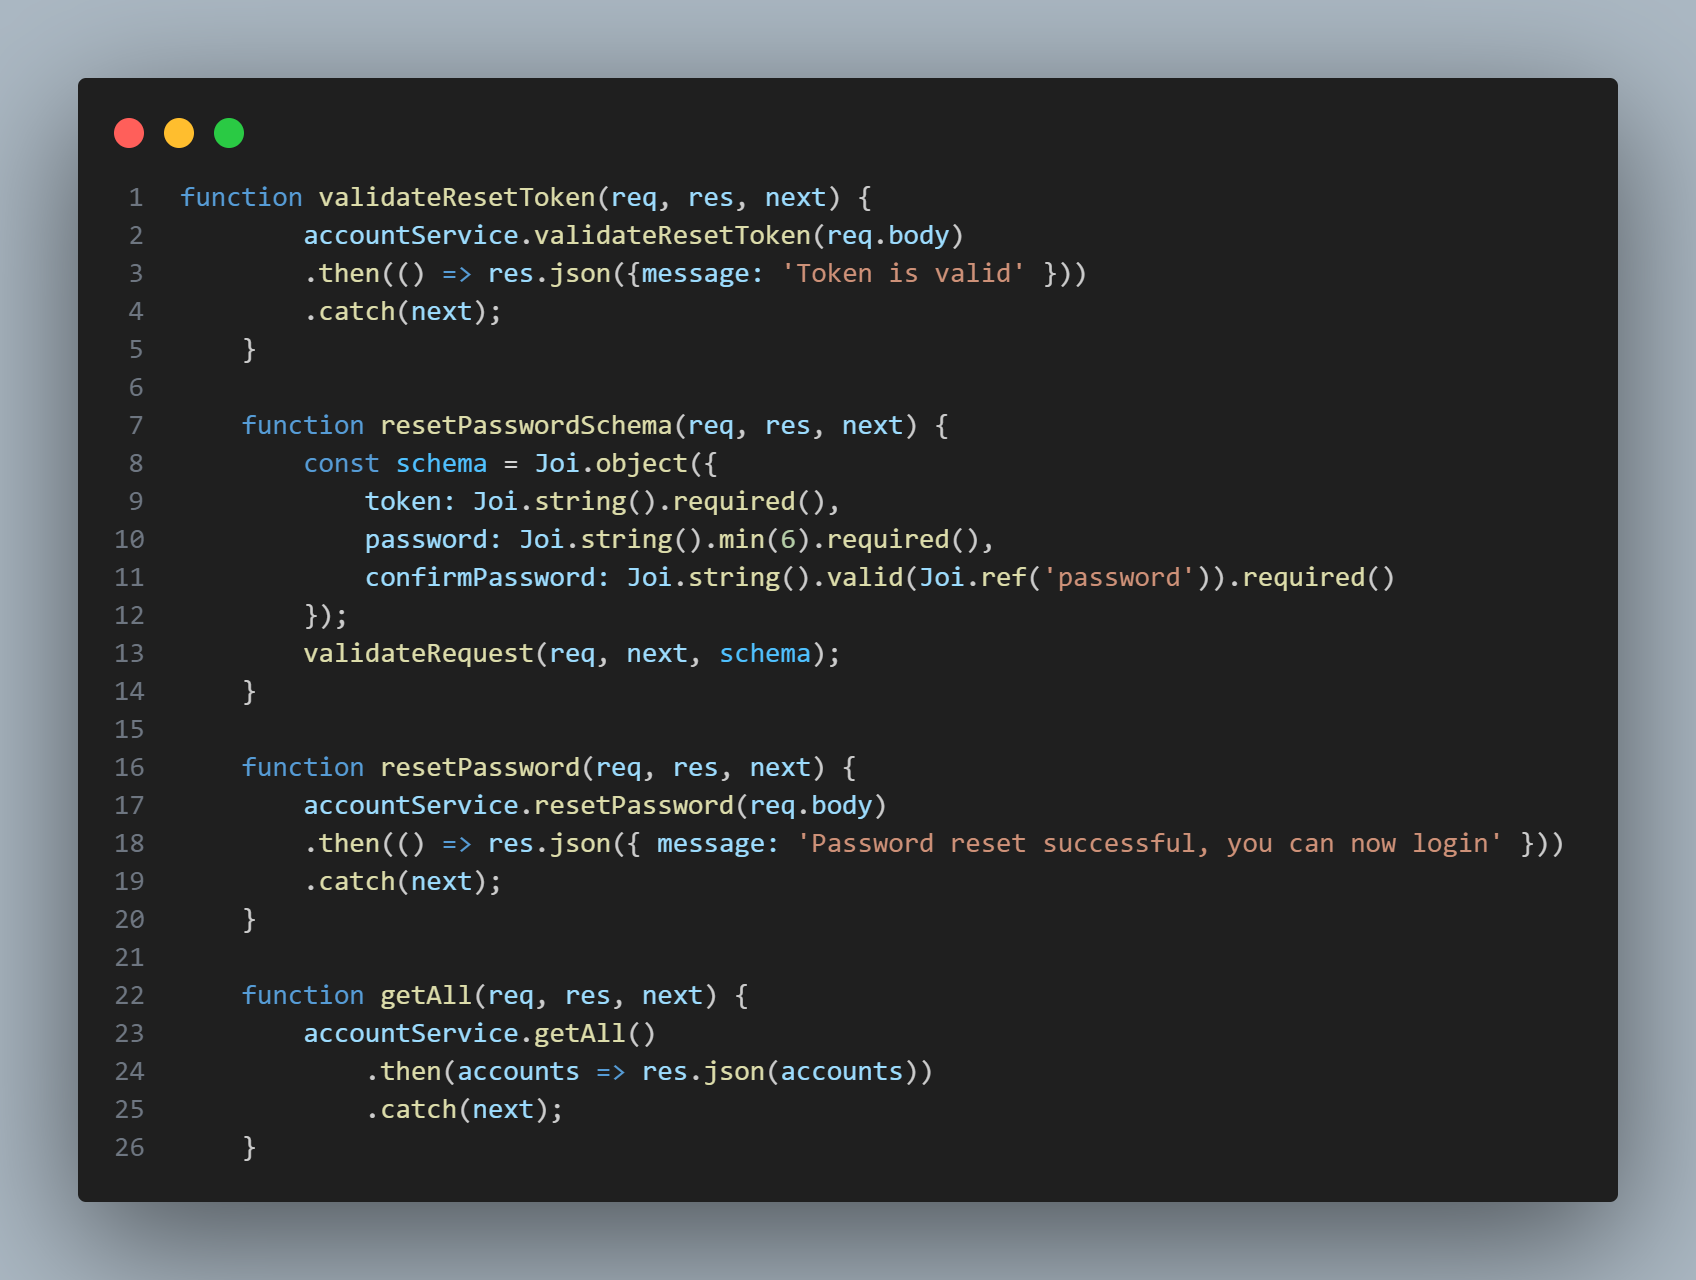 1 function validateResetToken(req, res, next) {
2         accountService.validateResetToken(req.body)
3         .then(() => res.json({message: 'Token is valid' }))
4         .catch(next);
5     }
6
7     function resetPasswordSchema(req, res, next) {
8         const schema = Joi.object({
9             token: Joi.string().required(),
10             password: Joi.string().min(6).required(),
11             confirmPassword: Joi.string().valid(Joi.ref('password')).required()
12         });
13         validateRequest(req, next, schema);
14     }
15
16     function resetPassword(req, res, next) {
17         accountService.resetPassword(req.body)
18         .then(() => res.json({ message: 'Password reset successful, you can now login' }))
19         .catch(next);
20     }
21
22     function getAll(req, res, next) {
23         accountService.getAll()
24             .then(accounts => res.json(accounts))
25             .catch(next);
26     }